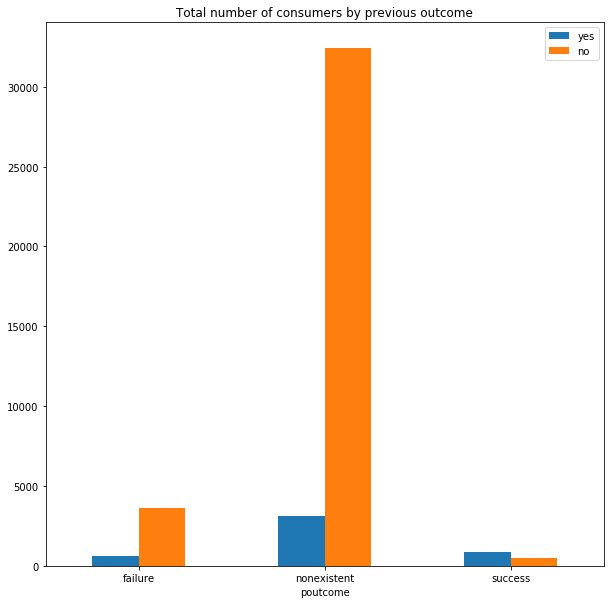 Total number of consumers by previous outcome
yes
no
30000
25000
20000
15000
10000
5000
0
failure nonexistent success
poutcome